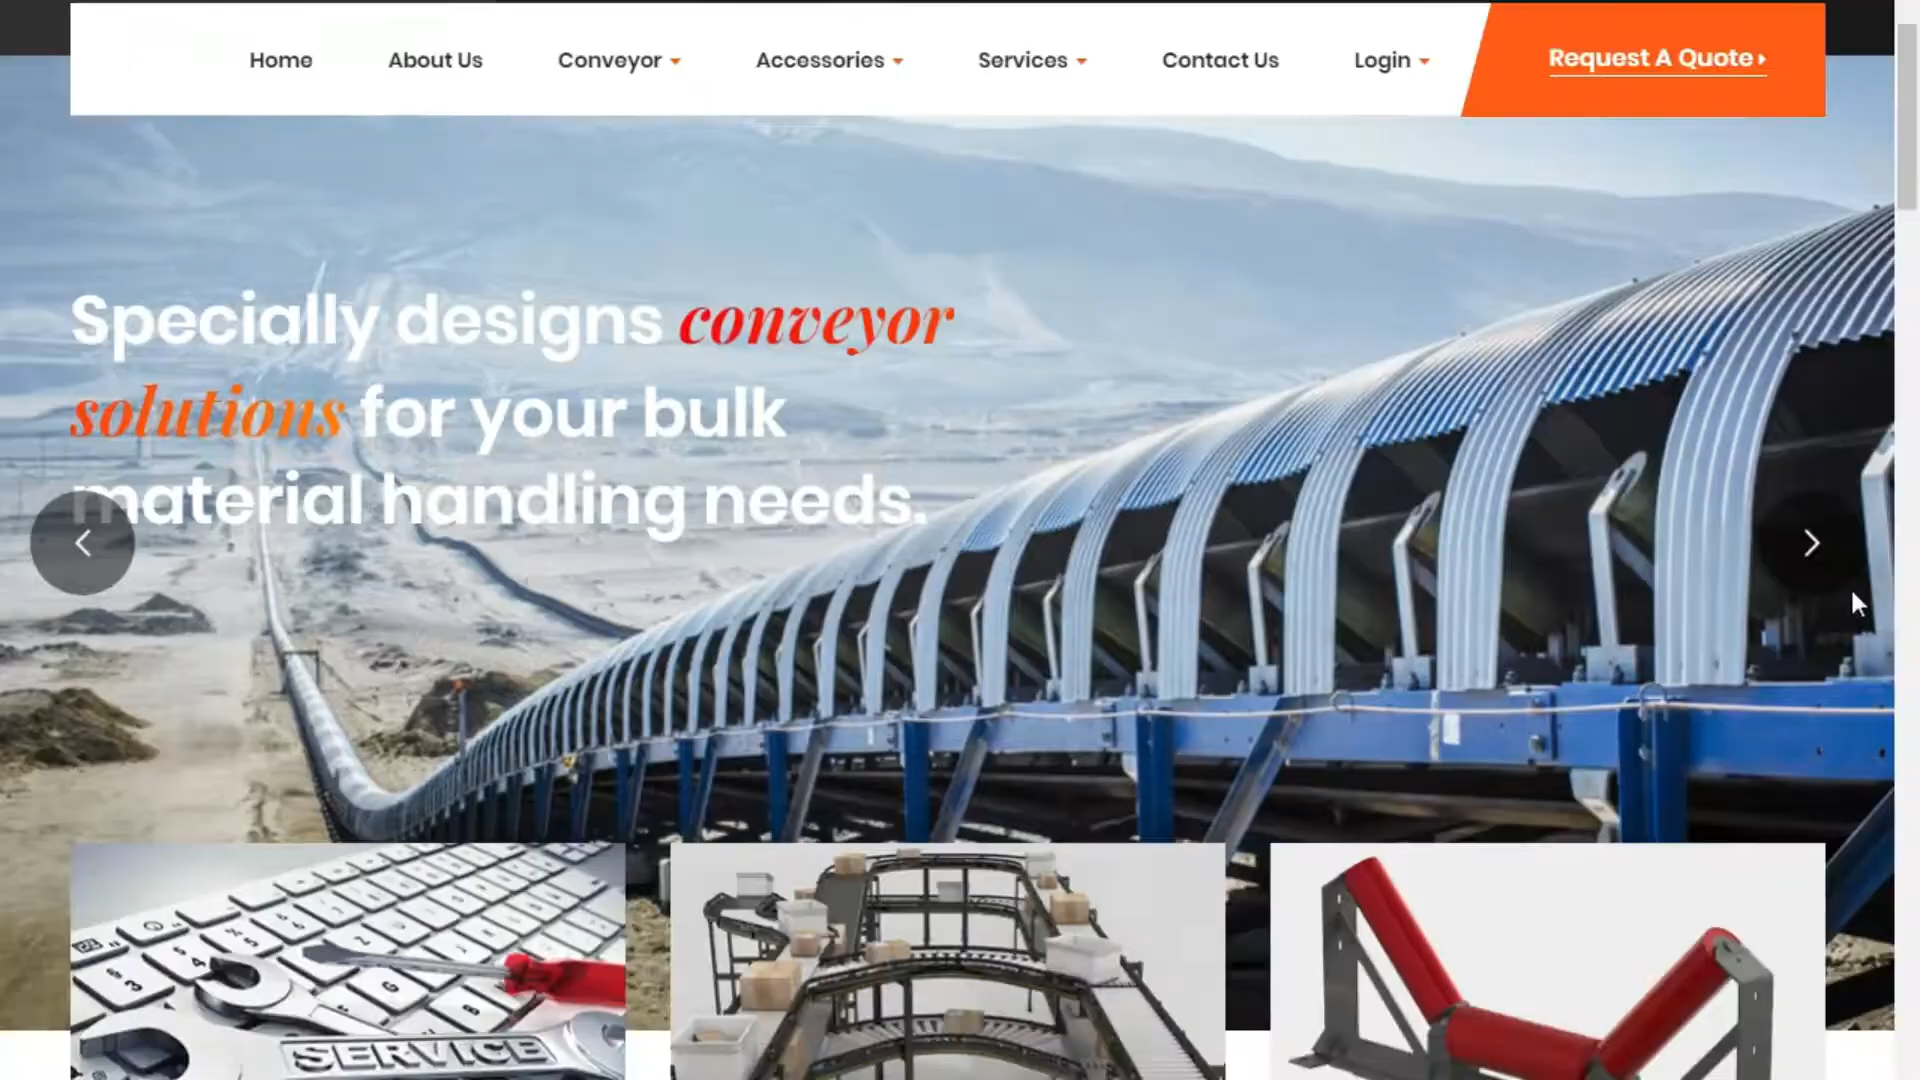 Home About Us Conveyor Accessories Services Contact Us Login Request A Quote
Specially designs conveyor
solutions for your bulk
material handling needs.
SERVICE